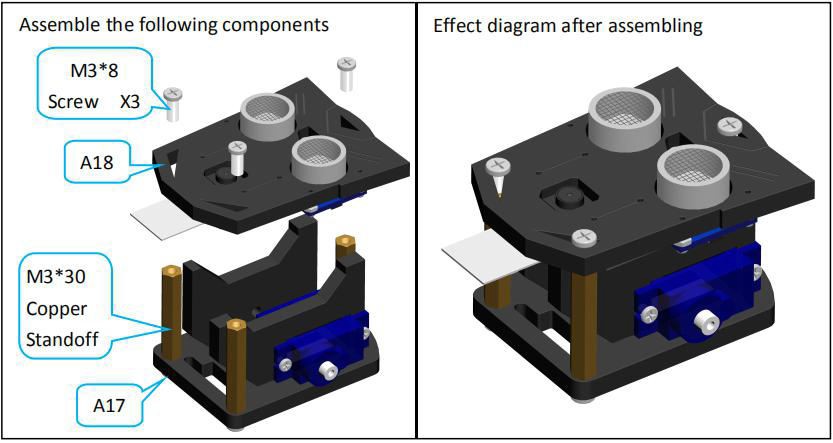 Assemble the following components
M3*8
Screw X3
A18
M3*30
Copper
Standoff
A17
Effect diagram after assembling